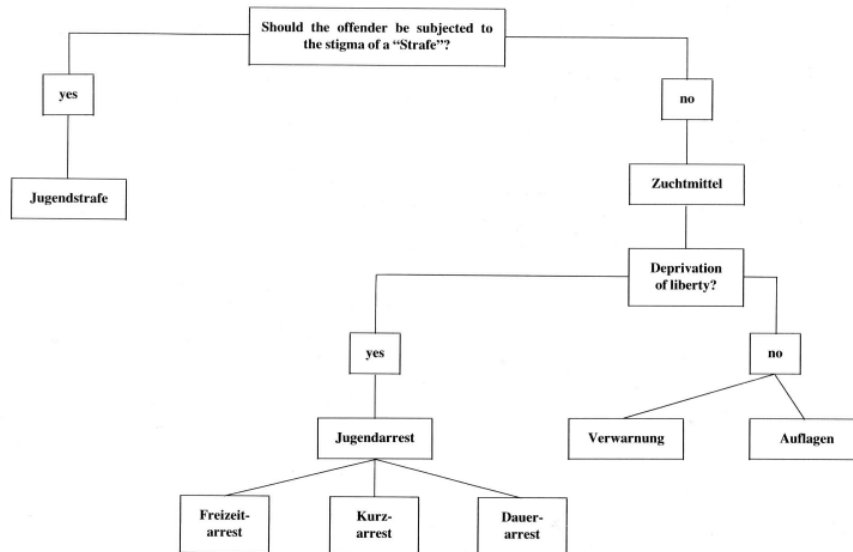 Should the offender be subjected to
the stigma of a “Strafe”?
yes
no
Jugendstrafe
Zuchtmittel
Deprivation
of liberty?
yes
no
Jugendarrest
Verwarnung
Auflagen
Freizeit-
arrest
Kurz-
arrest
Dauer-
arrest